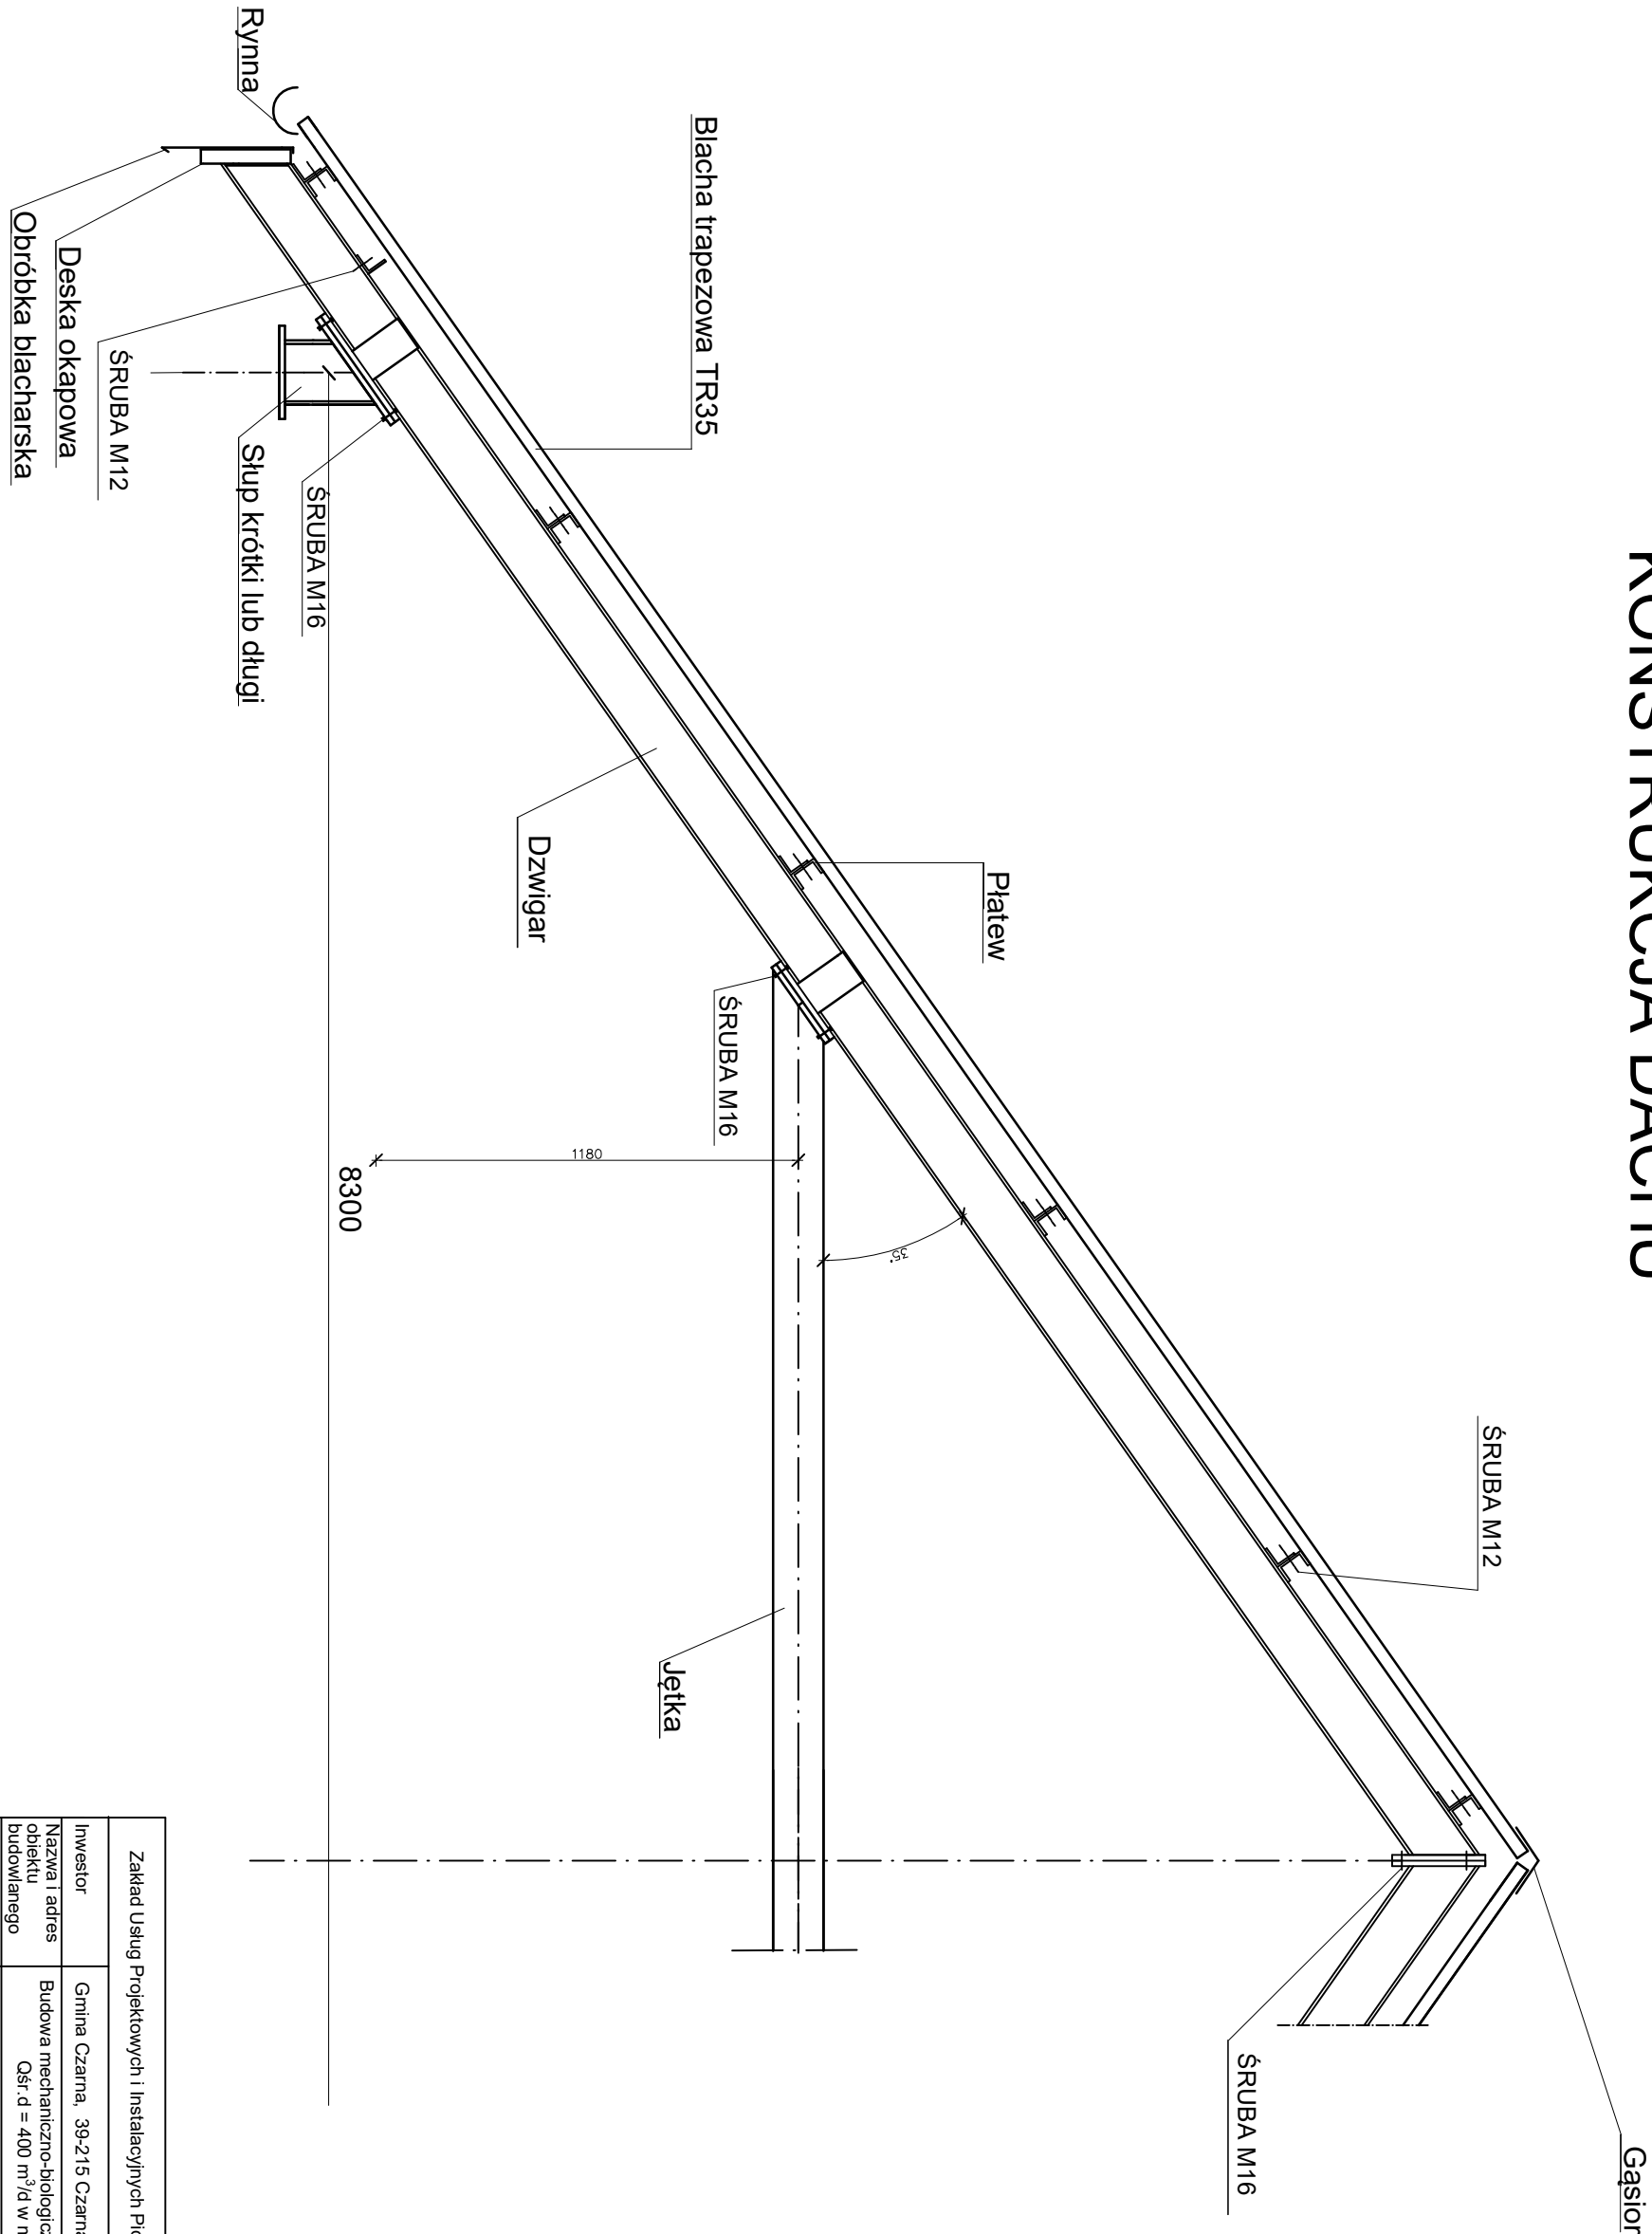 KONSTRUKCJA DACHU
Gąsior
ŚRUBA M12
Płatew
Blacha trapezowa TR35
Rynna
ŚRUBA M16
ŚRUBA M16
35°
1180
Jętka
Dzwigar
8300
ŚRUBA M16
Słup krótki lub długi
ŚRUBA M12
Deska okapowa
Obróbka blacharska
Zakład Usług Projektowych i Instalacyjnych
Inwestor
Gmina Czarna, 39-215 Czarna
Nazwa i adres
obiektu
budowlanego
Budowa
Qśr.d = 400 m³/d w